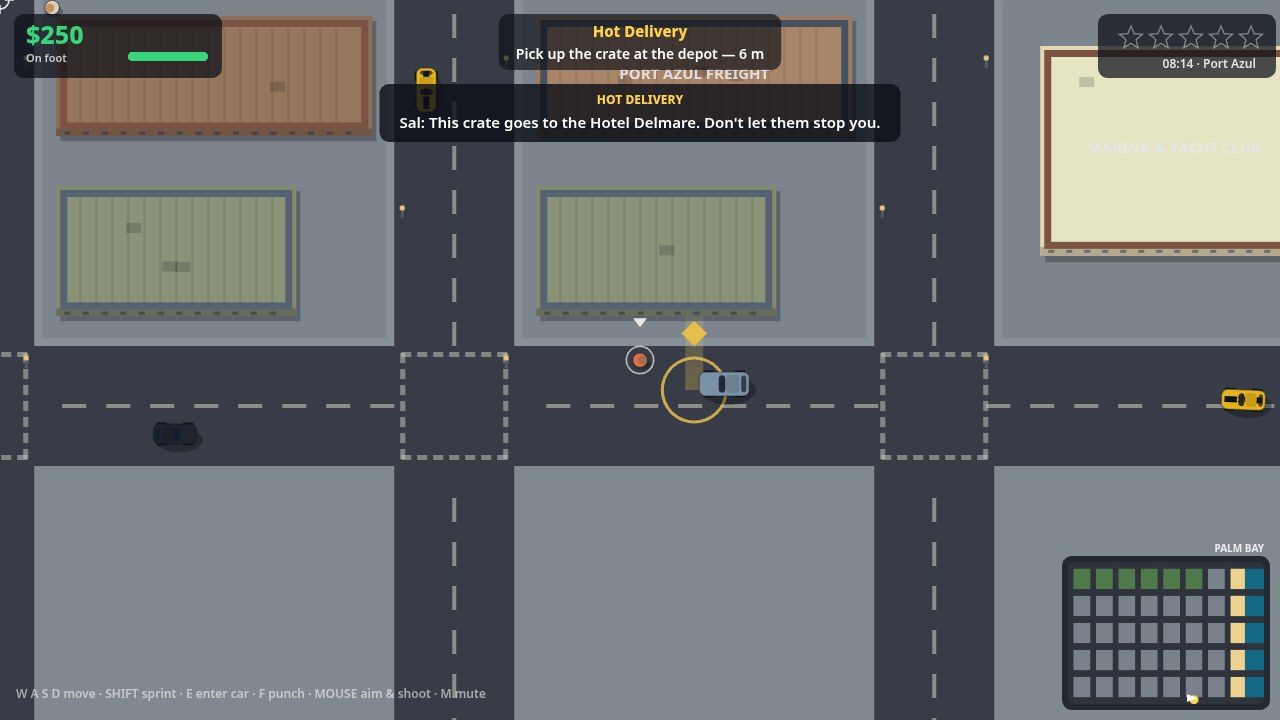 $250
On foot
Hot Delivery
Pick up the crate at the depot — 6 m
08:14 · Port Azul
PORT AZUL FREIGHT
HOT DELIVERY
Sal: This crate goes to the Hotel Delmare. Don't let them stop you.
MARINA & YACHT CLUB
PALM BAY
W A S D move · SHIFT sprint · E enter car · F punch · MOUSE aim & shoot · M mute